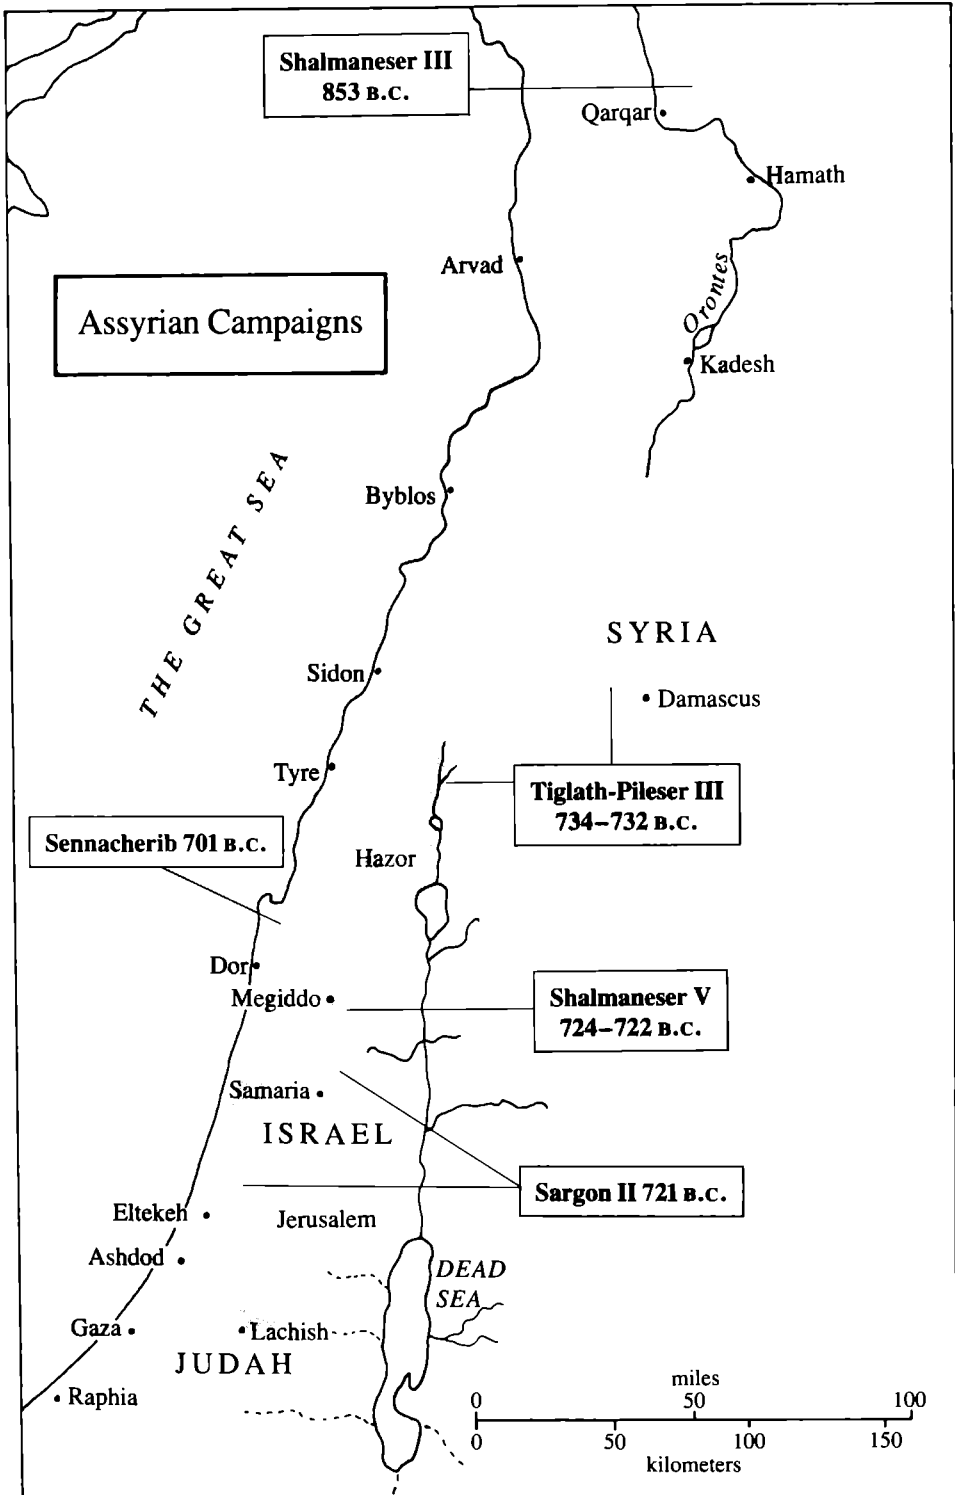 Shalmaneser III
853 B.C.
Qarqar
Hamath
Arvad
Orontes
Assyrian Campaigns
Kadesh
THE GREAT SEA
Byblos
SYRIA
Sidon
Damascus
Tyre
Tiglath-Pileser III
734–732 B.C.
Sennacherib 701 B.C.
Hazor
Dor
Megiddo
Shalmaneser V
724–722 B.C.
Samaria
ISRAEL
Sargon II 721 B.C.
Eltekeh
Jerusalem
Ashdod
DEAD
SEA
Gaza
Lachish
JUDAH
Raphia
miles
0 50 100
0 50 100 150
kilometers